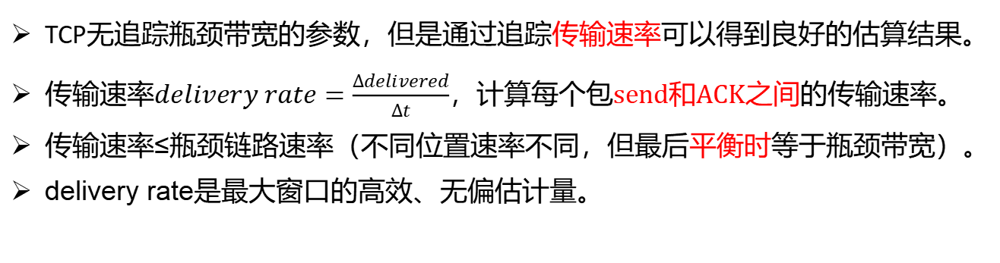 ➢ TCP无追踪瓶颈带宽的参数，但是通过追踪传输速率可以得到良好的估算结果。
➢ 传输速率delivery rate = Δdelivered/Δt，计算每个包send和ACK之间的传输速率。
➢ 传输速率≤瓶颈链路速率（不同位置速率不同，但最后平衡时等于瓶颈带宽）。
➢ delivery rate是最大窗口的高效、无偏估计量。